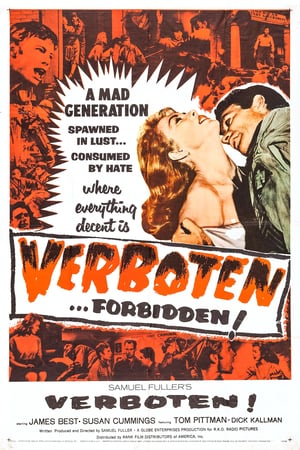 A MAD
GENERATION
SPAWNED
IN LUST...
CONSUMED
BY HATE
where
everything
decent is
VERBOTEN
...FORBIDDEN!
SAMUEL FULLER'S
VERBOTEN!
starring JAMES BEST · SUSAN CUMMINGS featuring TOM PITTMAN · DICK KALLMAN
Written Produced and Directed by SAMUEL FULLER · A GLOBE ENTERPRISES PRODUCTION for R.K.O. RADIO PICTURES
Distributed by RANK FILM DISTRIBUTORS of AMERICA, Inc.